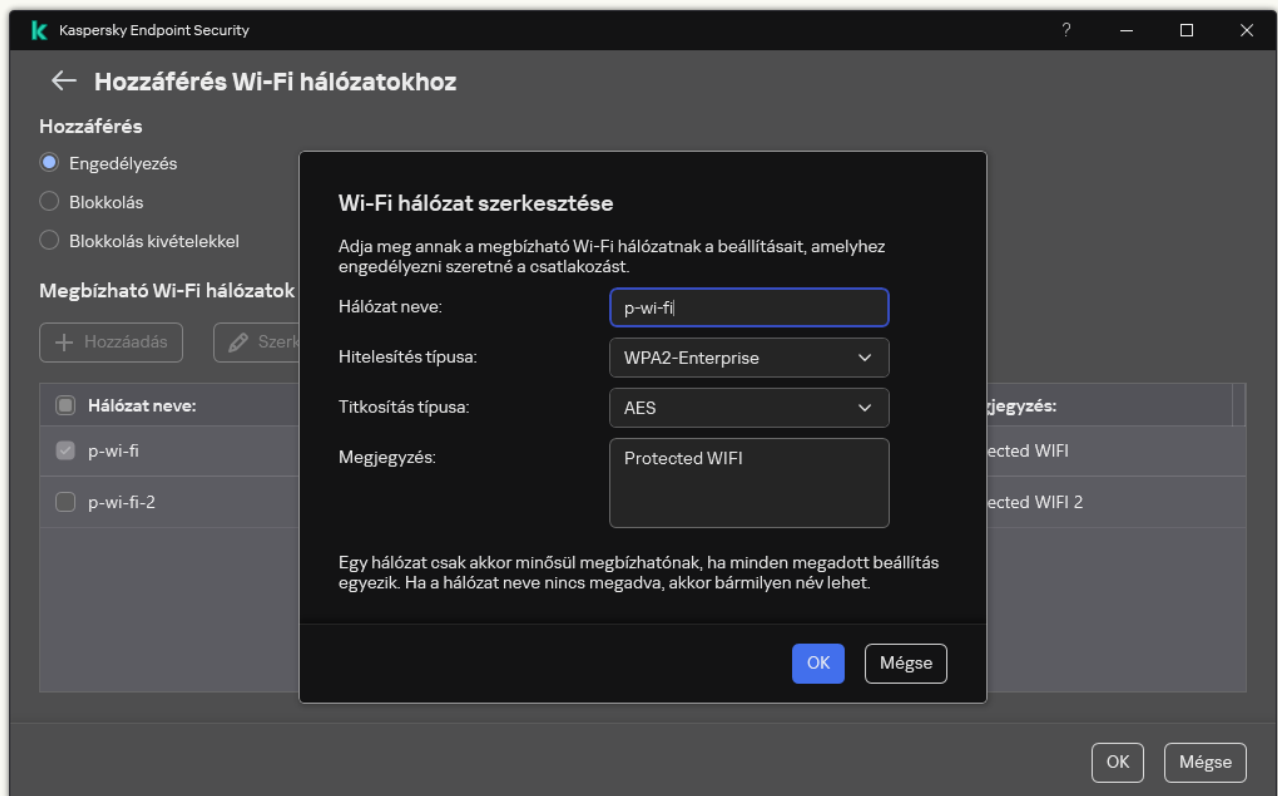 Kaspersky Endpoint Security
?
Hozzáférés Wi-Fi hálózatokhoz
Hozzáférés
Engedélyezés
Blokkolás
Blokkolás kivételekkel
Megbízható Wi-Fi hálózatok
Hozzáadás
Szerk
Hálózat neve:
gjegyzés:
p-wi-fi
ected WIFI
p-wi-fi-2
ected WIFI 2
Wi-Fi hálózat szerkesztése
Adja meg annak a megbízható Wi-Fi hálózatnak a beállításait, amelyhez
engedélyezni szeretné a csatlakozást.
Hálózat neve:
p-wi-fi
Hitelesítés típusa:
WPA2-Enterprise
Titkosítás típusa:
AES
Megjegyzés:
Protected WIFI
Egy hálózat csak akkor minősül megbízhatónak, ha minden megadott beállítás
egyezik. Ha a hálózat neve nincs megadva, akkor bármilyen név lehet.
OK
Mégse
OK
Mégse